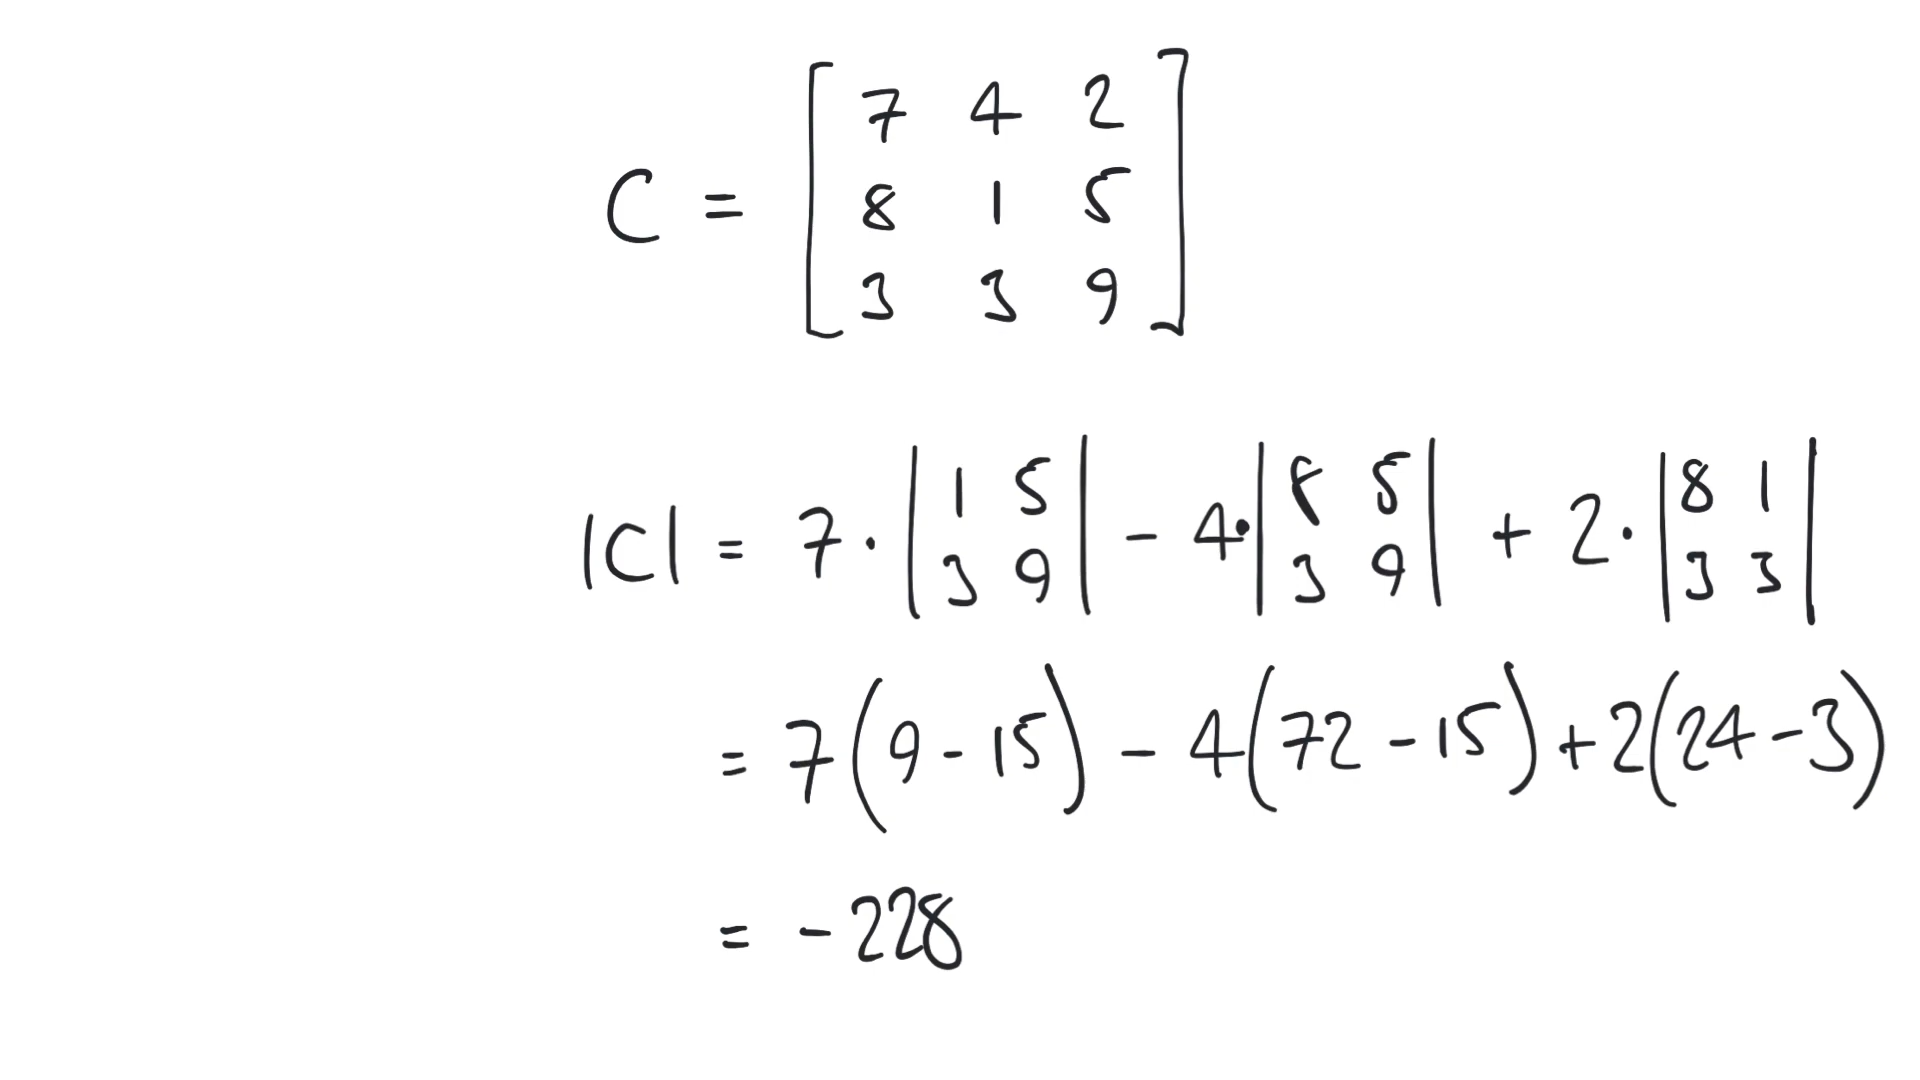 C = [7 4 2
8 1 5
3 3 9]
|C| = 7 · |1 5; 3 9| - 4 · |8 5; 3 9| + 2 · |8 1; 3 3|
= 7(9 - 15) - 4(72 - 15) + 2(24 - 3)
= - 228